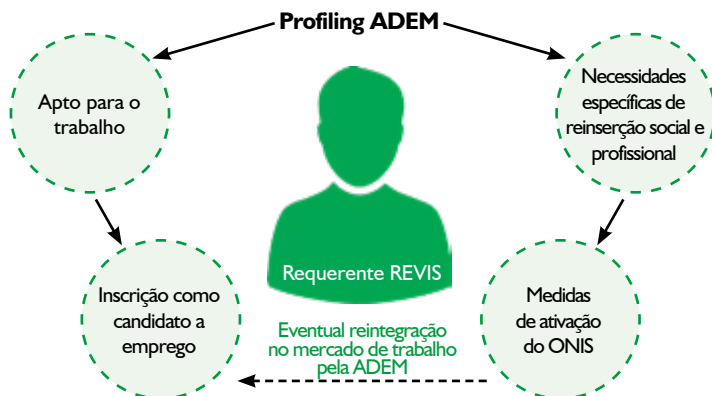 Profiling ADEM
Apto para o
trabalho
Necessidades
específicas de
reinserção social e
profissional
Requerente REVIS
Inscrição como
candidato a
emprego
Medidas
de ativação
do ONIS
Eventual reintegração
no mercado de trabalho
pela ADEM